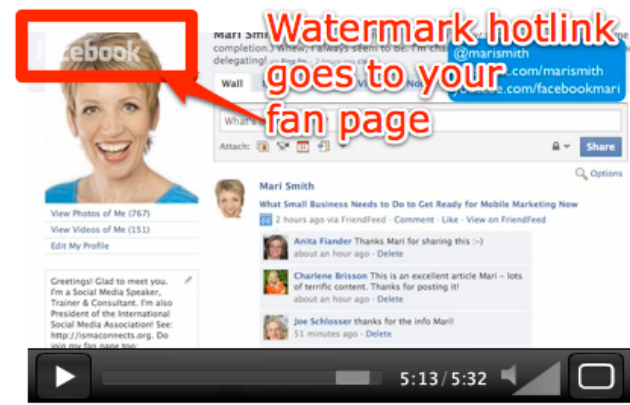 facebook
Watermark hotlink
goes to your
fan page
Mari Smith
completion.) Whew, I always seem to be. I'm
delegating!
@marismith
.com/marismith
.com/facebookmari
Wall
What's
Attach:
Share
Options
Mari Smith
What Small Business Needs to Do to Get Ready for Mobile Marketing Now
2 hours ago via FriendFeed · Comment · Like · View on FriendFeed
Anita Fiander Thanks Mari for sharing this :-)
about an hour ago · Delete
Charlene Brisson This is an excellent article Mari – lots
of terrific content. Thanks for posting it!
about an hour ago · Delete
Joe Schlosser thanks for the info Mari!
51 minutes ago · Delete
View Photos of Me (767)
View Videos of Me (151)
Edit My Profile
Greetings! Glad to meet you.
I'm a Social Media Speaker,
Trainer & Consultant. I'm also
President of the International
Social Media Association! See:
http://ismaconnects.org. Do
join my fan page too:
5:13/5:32